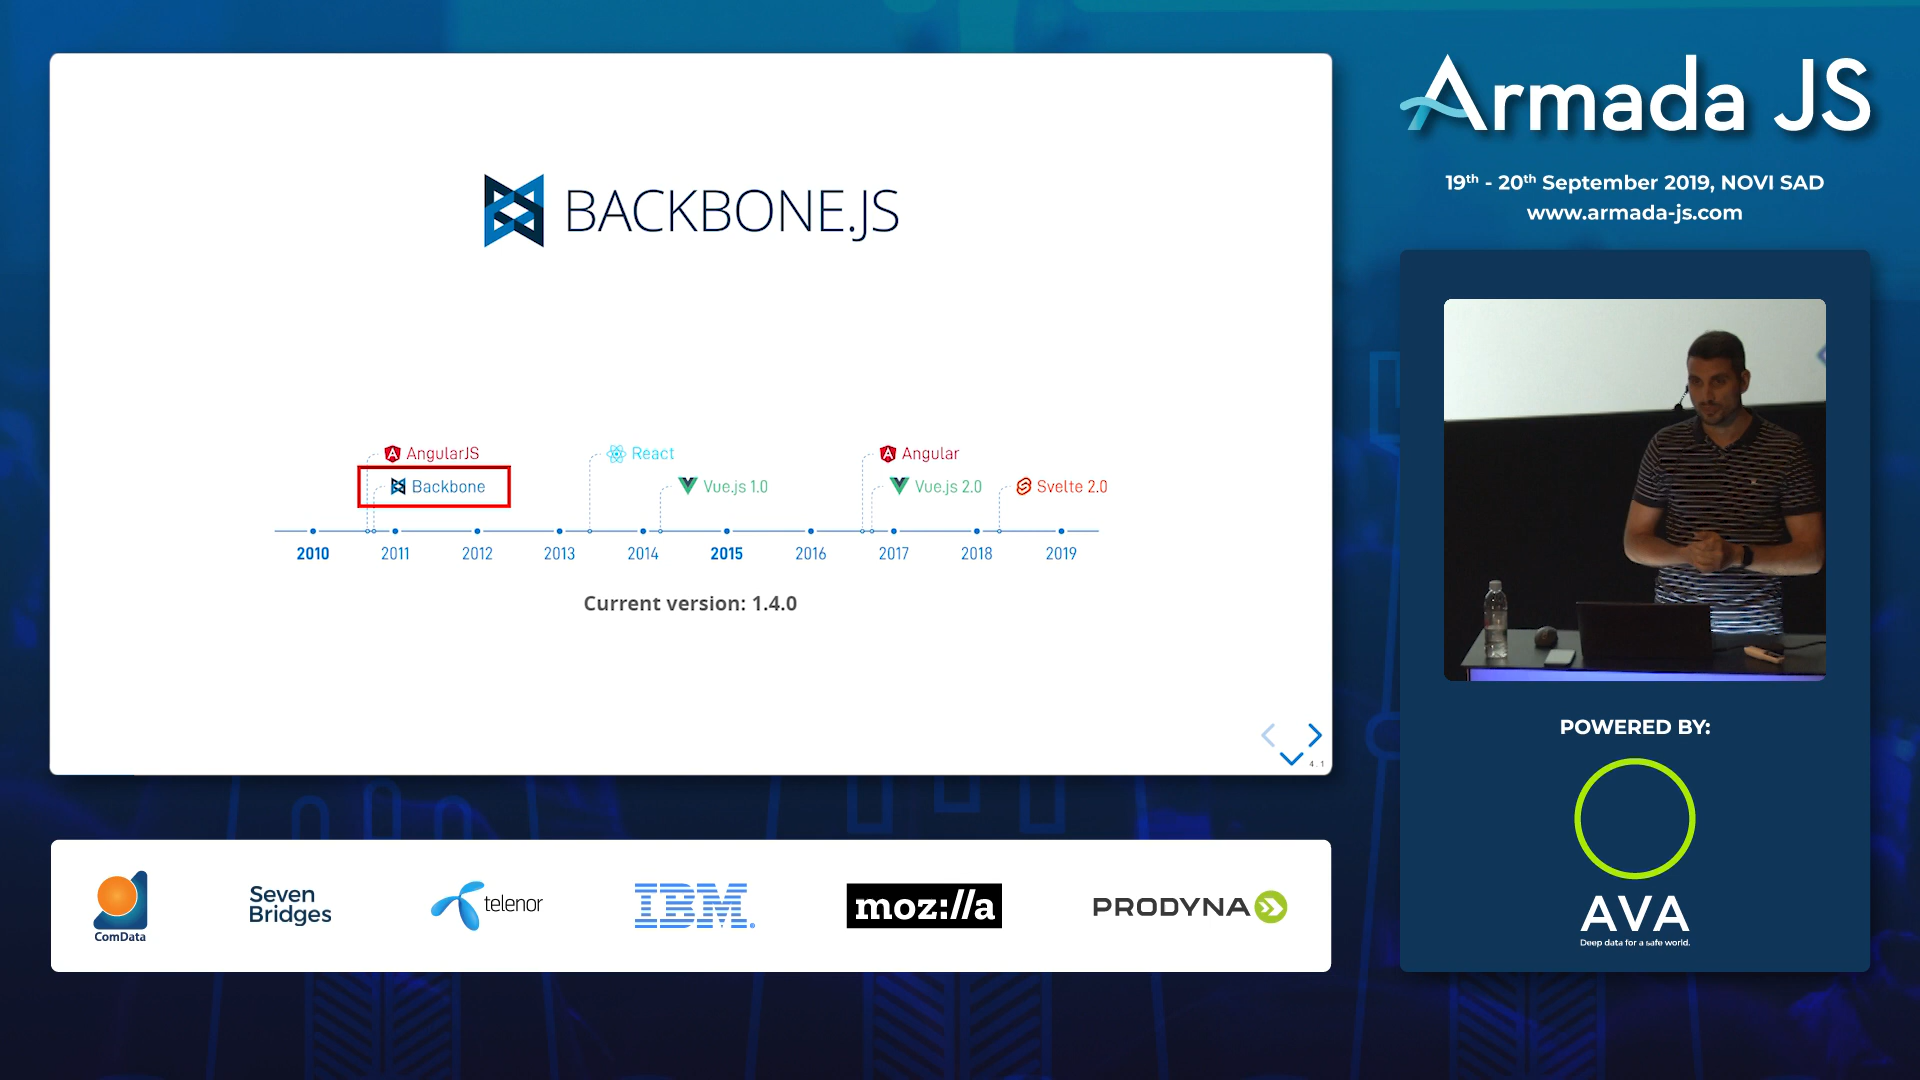 BACKBONE.JS
AngularJS
React
Angular
Backbone
Vue.js 1.0
Vue.js 2.0
Svelte 2.0
2010 2011 2012 2013 2014 2015 2016 2017 2018 2019
Current version: 1.4.0
4.1
Armada JS
19th - 20th September 2019, NOVI SAD
www.armada-js.com
POWERED BY:
AVA
Deep data for a safe world.
ComData
Seven
Bridges
telenor
IBM
moz://a
PRODYNA